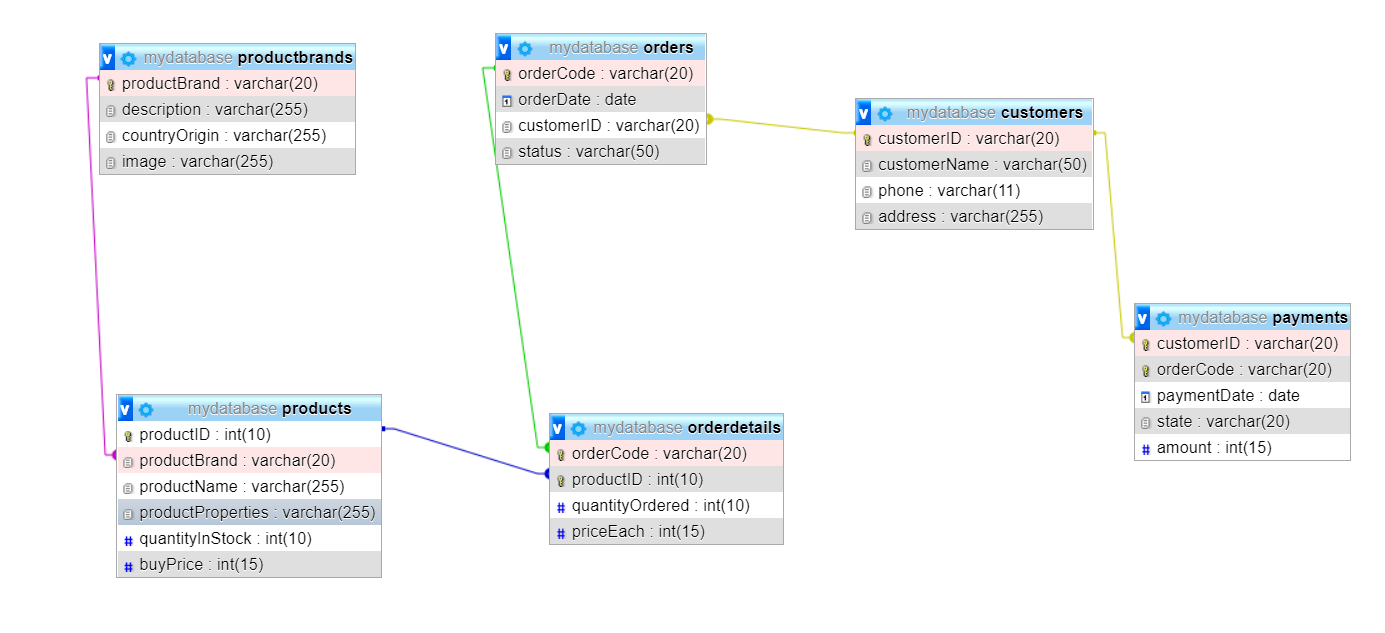 v mydatabase productbrands
productBrand : varchar(20)
description : varchar(255)
countryOrigin : varchar(255)
image : varchar(255)
v mydatabase orders
orderCode : varchar(20)
orderDate : date
customerID : varchar(20)
status : varchar(50)
v mydatabase customers
customerID : varchar(20)
customerName : varchar(50)
phone : varchar(11)
address : varchar(255)
v mydatabase payments
customerID : varchar(20)
orderCode : varchar(20)
paymentDate : date
state : varchar(20)
# amount : int(15)
v mydatabase products
productID : int(10)
productBrand : varchar(20)
productName : varchar(255)
productProperties : varchar(255)
# quantityInStock : int(10)
# buyPrice : int(15)
v mydatabase orderdetails
orderCode : varchar(20)
productID : int(10)
# quantityOrdered : int(10)
# priceEach : int(15)